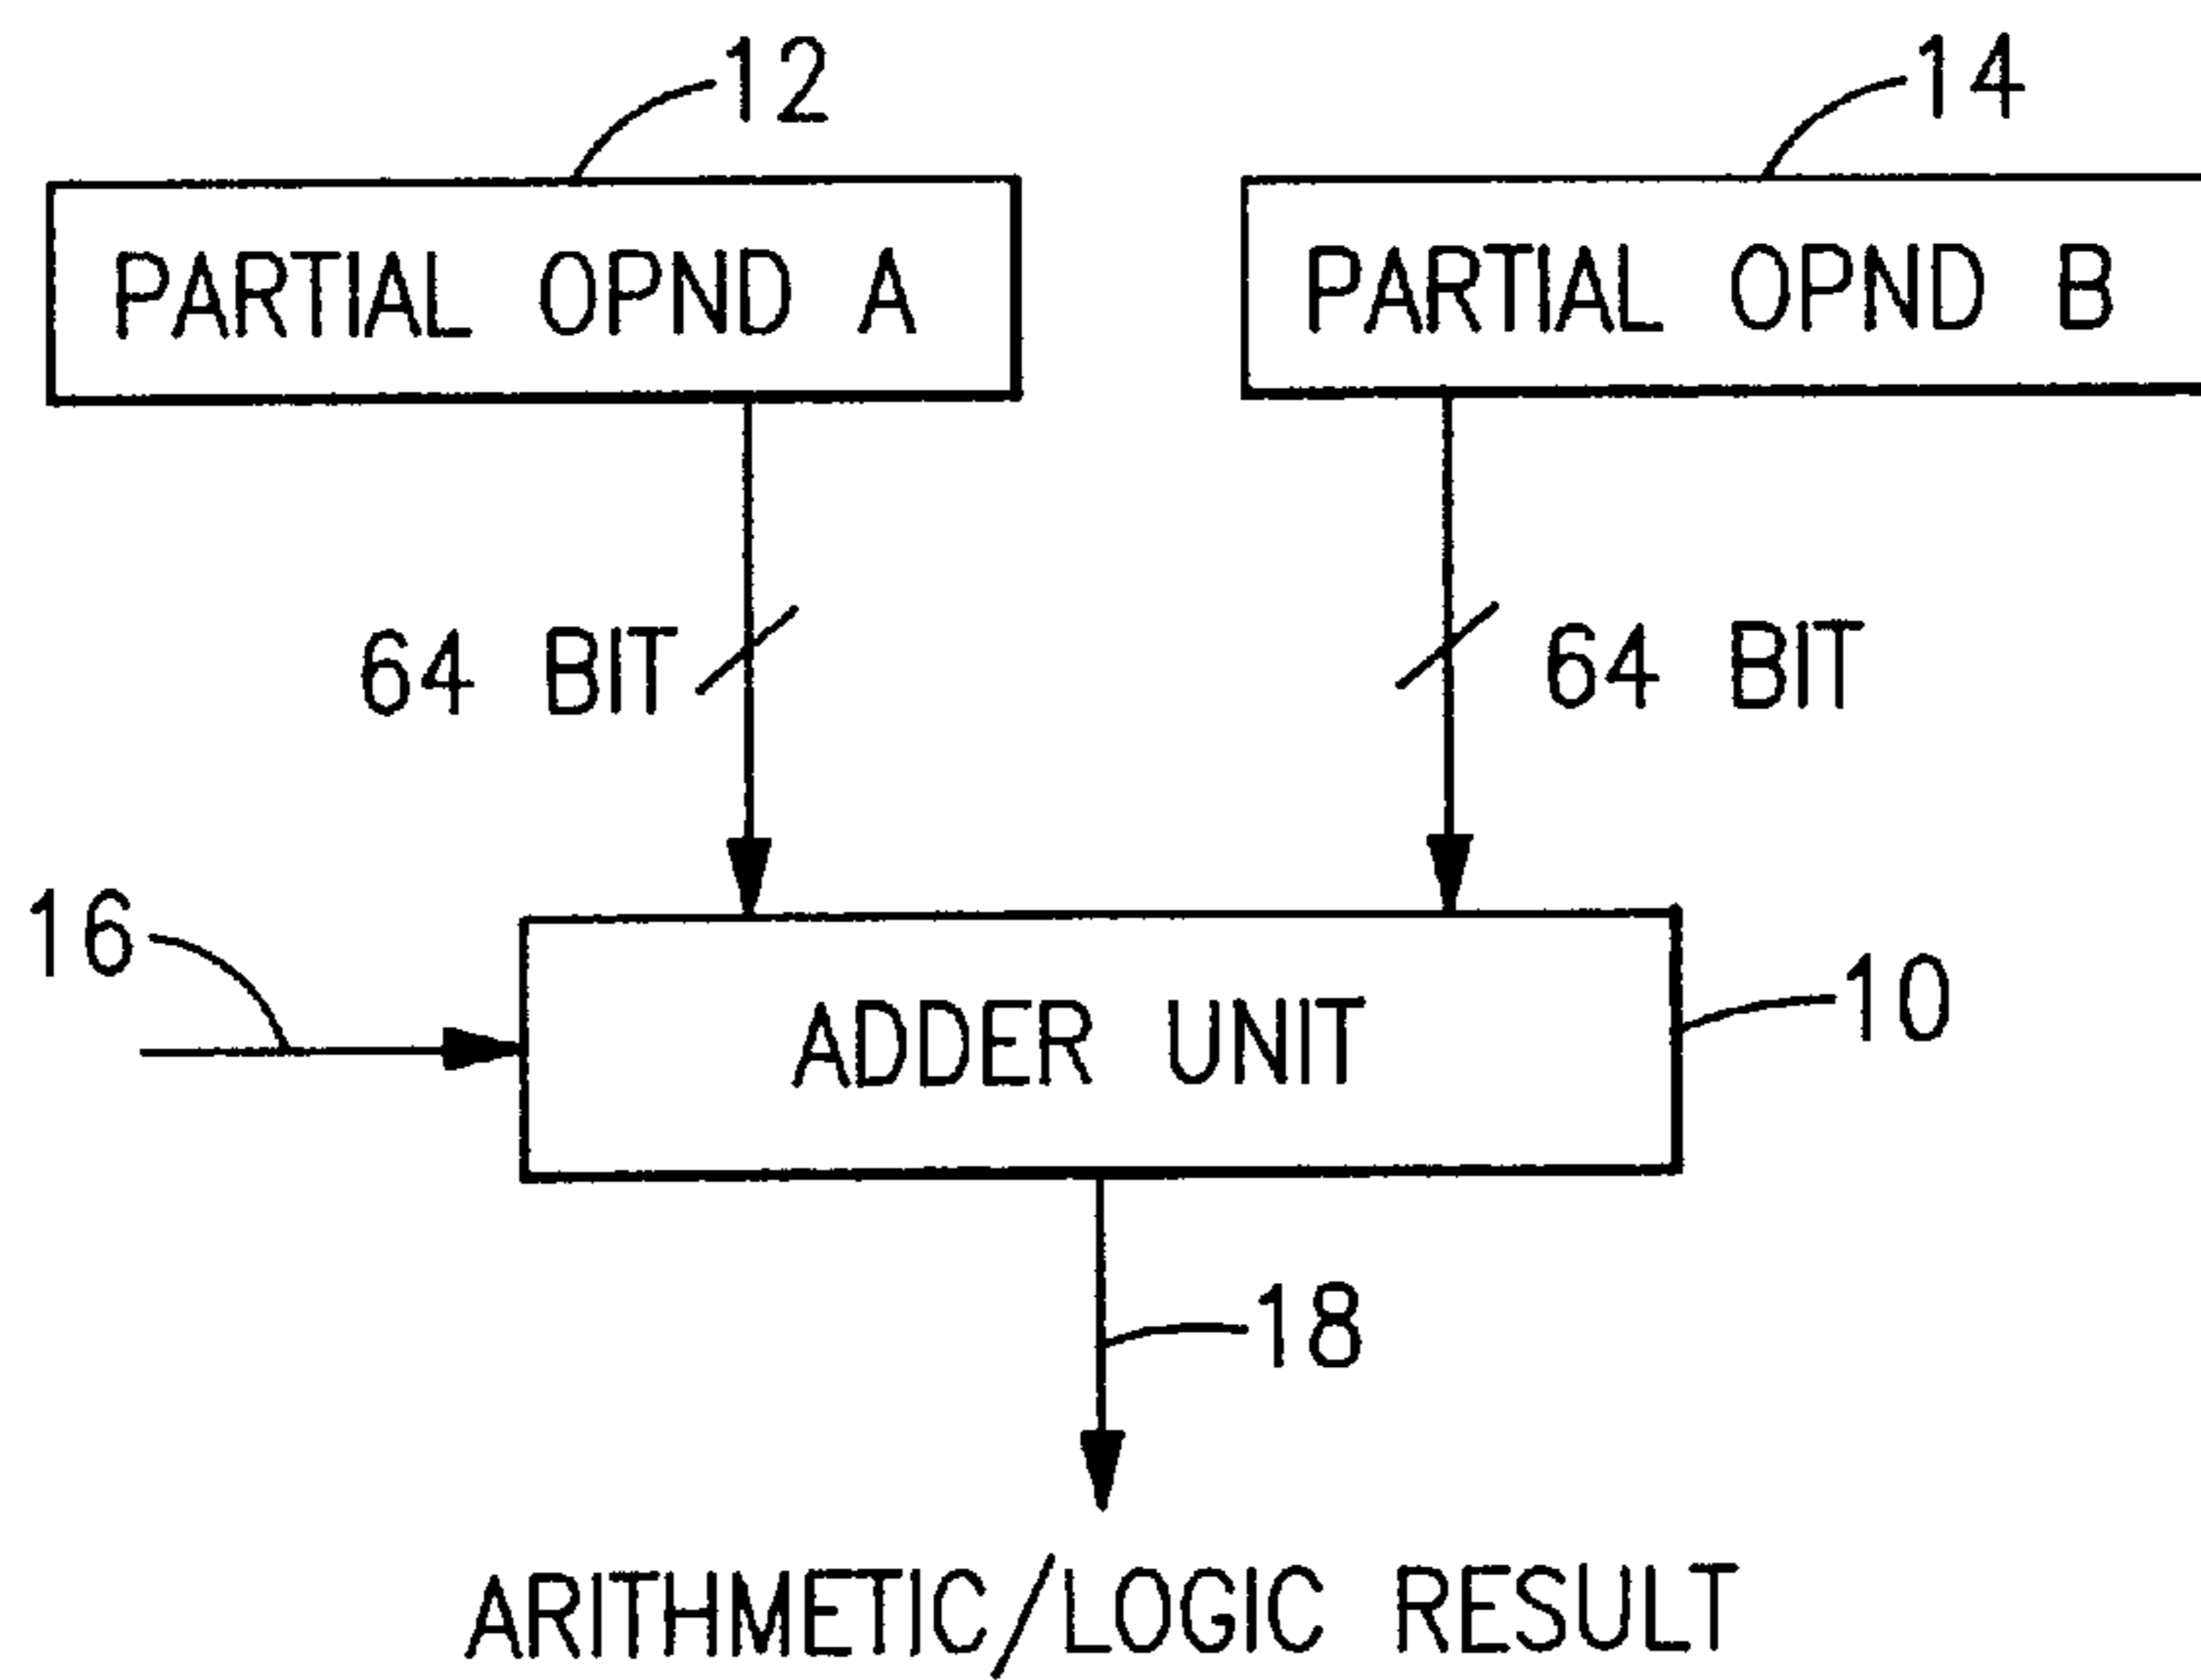 12
14
PARTIAL OPND A
PARTIAL OPND B
64 BIT
64 BIT
16
ADDER UNIT
10
18
ARITHMETIC/LOGIC RESULT